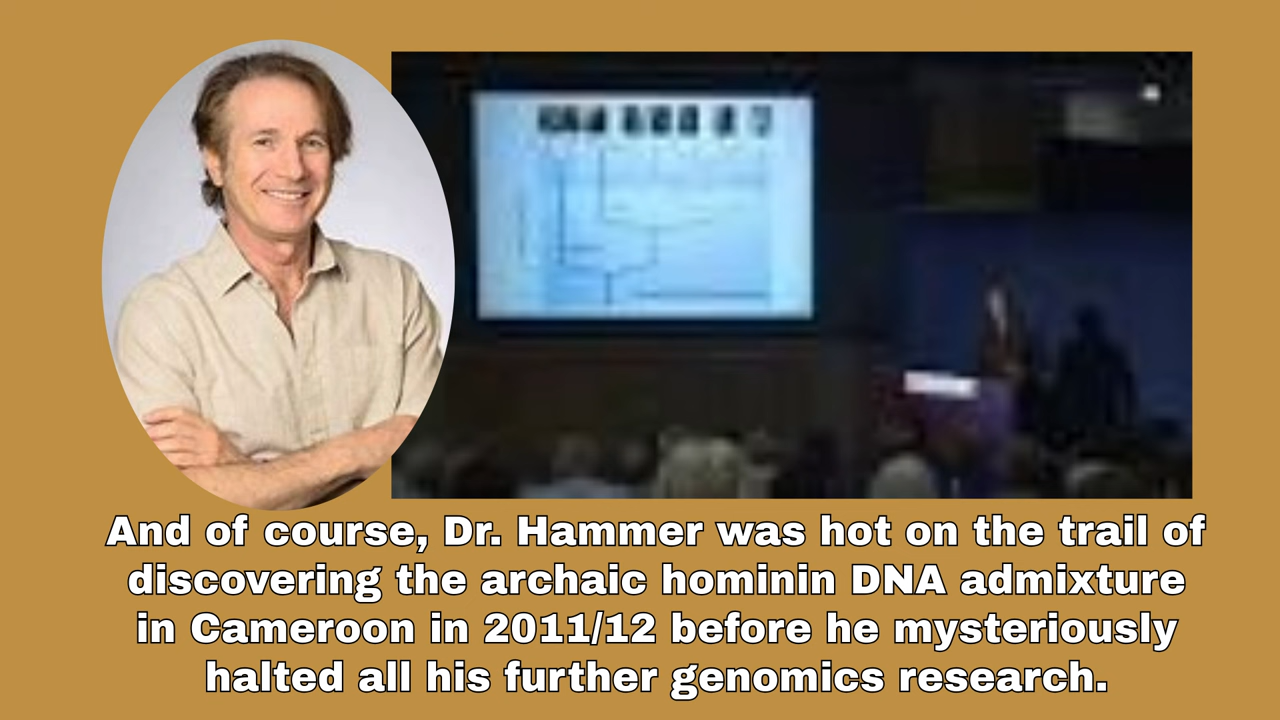 And of course, Dr. Hammer was hot on the trail of
discovering the archaic hominin DNA admixture
in Cameroon in 2011/12 before he mysteriously
halted all his further genomics research.